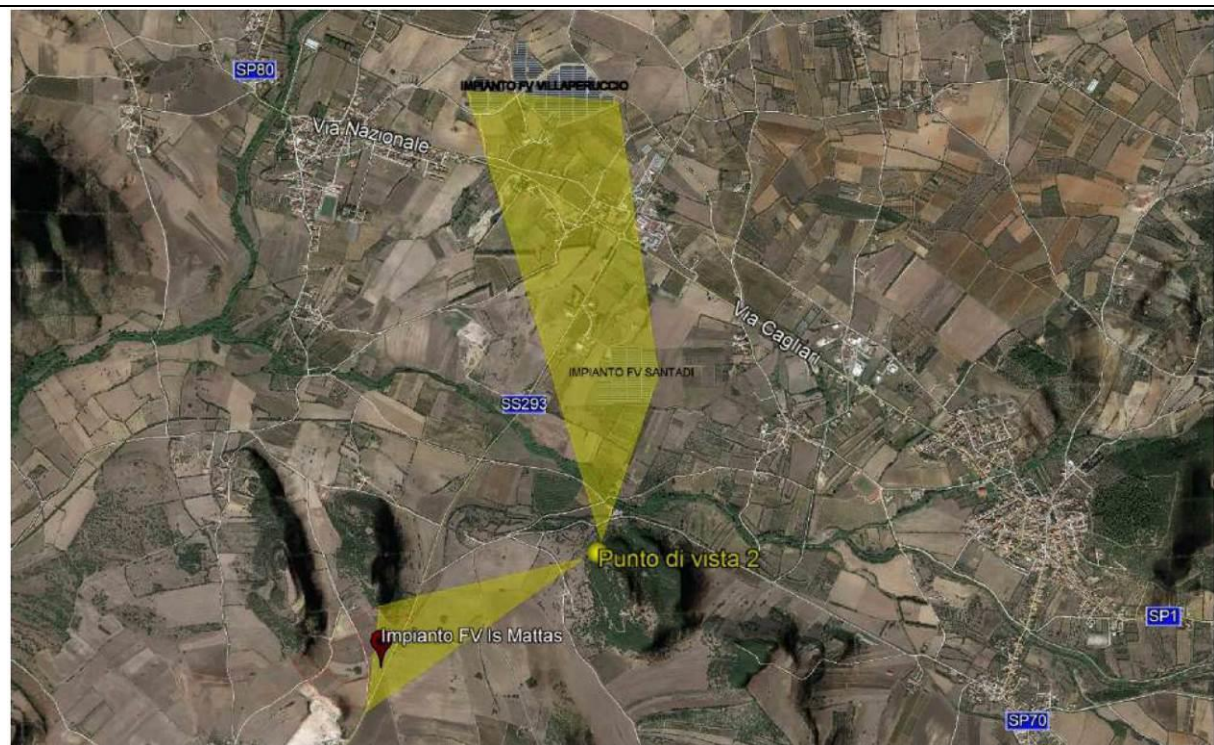 SP80
IMPIANTO FV VILLAPERUCCIO
Via Nazionale
Via Cagliari
IMPIANTO FV SANTADI
SS293
Punto di vista 2
Impianto FV Is Mattas
SP1
SP70